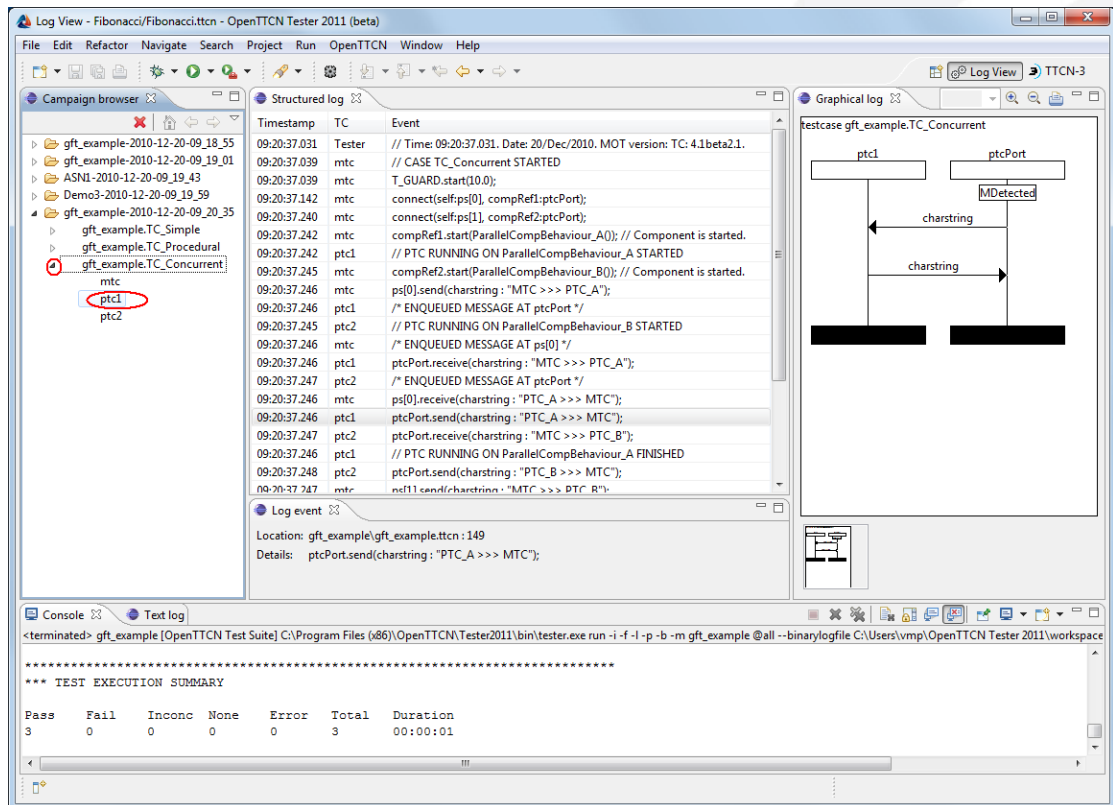 Log View - Fibonacci/Fibonacci.ttcn - OpenTTCN Tester 2011 (beta)
File Edit Refactor Navigate Search Project Run OpenTTCN Window Help
Log View TTCN-3
Campaign browser
gft_example-2010-12-20-09_18_55
gft_example-2010-12-20-09_19_01
ASN1-2010-12-20-09_19_43
Demo3-2010-12-20-09_19_59
gft_example-2010-12-20-09_20_35
gft_example.TC_Simple
gft_example.TC_Procedural
gft_example.TC_Concurrent
mtc
ptc1
ptc2
Structured log
Timestamp TC Event
09:20:37.031 Tester // Time: 09:20:37.031. Date: 20/Dec/2010. MOT version: TC: 4.1beta2.1.
09:20:37.039 mtc // CASE TC_Concurrent STARTED
09:20:37.039 mtc T_GUARD.start(10.0);
09:20:37.142 mtc connect(self:ps[0], compRef1:ptcPort);
09:20:37.240 mtc connect(self:ps[1], compRef2:ptcPort);
09:20:37.242 mtc compRef1.start(ParallelCompBehaviour_A()); // Component is started.
09:20:37.242 ptc1 // PTC RUNNING ON ParallelCompBehaviour_A STARTED
09:20:37.245 mtc compRef2.start(ParallelCompBehaviour_B()); // Component is started.
09:20:37.246 mtc ps[0].send(charstring : "MTC >>> PTC_A");
09:20:37.246 ptc1 /* ENQUEUED MESSAGE AT ptcPort */
09:20:37.245 ptc2 // PTC RUNNING ON ParallelCompBehaviour_B STARTED
09:20:37.246 mtc /* ENQUEUED MESSAGE AT ps[0] */
09:20:37.246 ptc1 ptcPort.receive(charstring : "MTC >>> PTC_A");
09:20:37.247 ptc2 /* ENQUEUED MESSAGE AT ptcPort */
09:20:37.246 mtc ps[0].receive(charstring : "PTC_A >>> MTC");
09:20:37.246 ptc1 ptcPort.send(charstring : "PTC_A >>> MTC");
09:20:37.247 ptc2 ptcPort.receive(charstring : "MTC >>> PTC_B");
09:20:37.246 ptc1 // PTC RUNNING ON ParallelCompBehaviour_A FINISHED
09:20:37.248 ptc2 ptcPort.send(charstring : "PTC_B >>> MTC");
09:20:37.247 mtc ps[1].send(charstring : "MTC >>> PTC_B");
Log event
Location: gft_example\gft_example.ttcn : 149
Details: ptcPort.send(charstring : "PTC_A >>> MTC");
Graphical log
testcase gft_example.TC_Concurrent
ptc1 ptcPort
MDetected
charstring
charstring
Console Text log
<terminated> gft_example [OpenTTCN Test Suite] C:\Program Files (x86)\OpenTTCN\Tester2011\bin\tester.exe run -i -f -l -p -b -m gft_example @all --binarylogfile C:\Users\vmp\OpenTTCN Tester 2011\workspace
******************************************************************************
*** TEST EXECUTION SUMMARY
Pass Fail Inconc None Error Total Duration
3 0 0 0 0 3 00:00:01